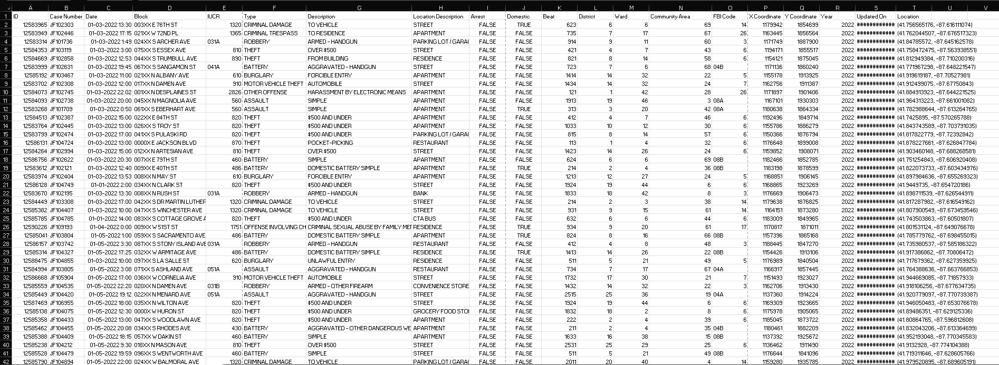 A B C D E F G H I J K L M N O P Q R S T U V
1 ID Case Number Date Block IUCR Type Description Location Description Arrest Domestic Beat District Ward Community Area FBI Code X Coordinate Y Coordinate Year Updated On Location
2 12583965 JF102303 01-03-2022 13:30 003XX E 76TH ST 1320 CRIMINAL DAMAGE TO VEHICLE STREET FALSE TRUE 623 6 6 69 14 1179942 1854699 2022 ############ (41.756565176, -87.616111074)
3 12583949 JF102446 01-03-2022 17:15 021XX W 72ND PL 1365 CRIMINAL TRESPASS TO RESIDENCE APARTMENT FALSE FALSE 735 7 17 67 26 1163445 1856564 2022 ############ (41.762044507, -87.676517323)
4 12583314 JF101736 01-03-2022 1:49 024XX S ARCHER AVE 031A ROBBERY ARMED - HANDGUN PARKING LOT / GARAG FALSE FALSE 914 9 11 60 3 1171749 1887900 2022 ############ (41.84785572, -87.645162578)
5 12584353 JF103119 01-03-2022 3:00 075XX S ESSEX AVE 810 THEFT OVER $500 STREET FALSE FALSE 421 4 7 43 6 1194171 1855517 2022 ############ (41.758472475, -87.563938551)
6 12584669 JF102858 01-03-2022 12:53 044XX S TRUMBULL AVE 890 THEFT FROM BUILDING RESIDENCE FALSE FALSE 821 8 14 58 6 1154121 1875045 2022 ############ (41.812949384, -87.710200316)
7 12583999 JF102631 01-03-2022 19:45 067XX S SANGAMON ST 041A BATTERY AGGRAVATED - HANDGUN STREET FALSE FALSE 723 7 6 68 04B 1171136 1860240 2022 ############ (41.771967298, -87.648221547)
8 12585192 JF103467 01-03-2022 11:00 021XX N ALBANY AVE 610 BURGLARY FORCIBLE ENTRY APARTMENT FALSE FALSE 1414 14 32 22 5 1155178 1913925 2022 ############ (41.919619187, -87.70527981)
9 12583702 JF102308 01-03-2022 12:00 017XX N DAMEN AVE 910 MOTOR VEHICLE THEFT AUTOMOBILE STREET FALSE FALSE 1434 14 32 24 7 1162756 1911387 2022 ############ (41.912499075, -87.67750843)
10 12584073 JF102745 01-03-2022 22:02 001XX N DESPLAINES ST 2826 OTHER OFFENSE HARASSMENT BY ELECTRONIC MEANS APARTMENT FALSE FALSE 121 1 42 28 26 1171897 1901406 2022 ############ (41.884913923, -87.644221525)
11 12584093 JF102738 01-03-2022 20:00 045XX N MAGNOLIA AVE 560 ASSAULT SIMPLE APARTMENT FALSE FALSE 1913 19 46 3 08A 1167101 1930303 2022 ############ (41.964313223, -87.661001082)
12 12583268 JF101709 01-03-2022 0:50 061XX S EBERHART AVE 560 ASSAULT SIMPLE APARTMENT FALSE TRUE 313 3 20 42 08A 1180638 1864334 2022 ############ (41.782988644, -87.613264765)
13 12584513 JF102387 01-03-2022 15:00 022XX E 84TH ST 820 THEFT $500 AND UNDER APARTMENT FALSE FALSE 412 4 7 46 6 1192496 1849714 2022 ############ (41.7425895, -87.570265788)
14 12583764 JF102445 01-03-2022 13:00 026XX S TROY ST 820 THEFT $500 AND UNDER APARTMENT FALSE FALSE 1033 10 12 30 6 1155786 1886279 2022 ############ (41.843743589, -87.703791035)
15 12583799 JF102474 01-03-2022 17:00 041XX S PULASKI RD 820 THEFT $500 AND UNDER PARKING LOT / GARAG FALSE FALSE 815 8 14 57 6 1150366 1876794 2022 ############ (41.817822779, -87.72392842)
16 12586131 JF104724 01-03-2022 13:00 0000X E JACKSON BLVD 870 THEFT POCKET-PICKING RESTAURANT FALSE FALSE 113 1 4 32 6 1176648 1899008 2022 ############ (41.878227661, -87.626847784)
17 12584264 JF102994 01-03-2022 15:00 012XX N ARTESIAN AVE 810 THEFT OVER $500 STREET FALSE FALSE 1423 14 26 24 6 1159852 1908071 2022 ############ (41.903460148, -87.688268581)
18 12586756 JF102622 01-03-2022 20:30 007XX E 79TH ST 460 BATTERY SIMPLE APARTMENT FALSE FALSE 624 6 6 69 08B 1182466 1852785 2022 ############ (41.751254843, -87.606920408)
19 12583612 JF102121 01-03-2022 12:40 009XX E 40TH ST 486 BATTERY DOMESTIC BATTERY SIMPLE APARTMENT FALSE TRUE 214 2 4 36 08B 1183198 1878599 2022 ############ (41.822073733, -87.603434976)
20 12583974 JF102404 01-03-2022 13:53 008XX N MAY ST 610 BURGLARY FORCIBLE ENTRY APARTMENT FALSE FALSE 1213 12 27 24 5 1168851 1906145 2022 ############ (41.897984636, -87.655269323)
21 12586128 JF104749 01-01-2022 2:00 034XX N CLARK ST 820 THEFT $500 AND UNDER STREET FALSE FALSE 1924 19 44 6 6 1168865 1923269 2022 ############ (41.9449735, -87.654720186)
22 12583670 JF102195 01-03-2022 13:30 008XX N RUSH ST 031A ROBBERY ARMED - HANDGUN BANK FALSE FALSE 1833 18 42 8 3 1176669 1906473 2022 ############ (41.898711539, -87.626544911)
23 12584449 JF103308 01-03-2022 17:00 042XX S DR MARTIN LUTHER 1320 CRIMINAL DAMAGE TO VEHICLE STREET FALSE FALSE 214 2 3 38 14 1179638 1876825 2022 ############ (41.817287982, -87.616549162)
24 12585382 JF104407 01-03-2022 10:00 047XX S WINCHESTER AVE 1320 CRIMINAL DAMAGE TO VEHICLE STREET FALSE FALSE 931 9 15 61 14 1164151 1873280 2022 ############ (41.807900549, -87.673459546)
25 12585785 JF104785 01-01-2022 14:00 083XX S COTTAGE GROVE A 820 THEFT $500 AND UNDER CTA BUS FALSE FALSE 632 6 6 44 6 1183009 1849965 2022 ############ (41.743503863, -87.60501807)
26 12590226 JF109193 01-04-2022 0:00 009XX W 51ST ST 1751 OFFENSE INVOLVING CH CRIMINAL SEXUAL ABUSE BY FAMILY MEM RESIDENCE FALSE TRUE 934 9 20 61 17 1170817 1871011 2022 ############ (41.801531124, -87.649076678)
27 12585041 JF103804 01-05-2022 1:00 059XX S SACRAMENTO AVE 486 BATTERY DOMESTIC BATTERY SIMPLE APARTMENT FALSE TRUE 824 8 16 66 08B 1157396 1865168 2022 ############ (41.785779762, -87.698455015)
28 12586157 JF103742 01-05-2022 3:30 087XX S STONY ISLAND AVE 031A ROBBERY ARMED - HANDGUN RESTAURANT FALSE FALSE 412 4 8 48 3 1188445 1847270 2022 ############ (41.735980537, -87.585186322)
29 12585314 JF104327 01-05-2022 17:25 032XX W ARMITAGE AVE 486 BATTERY DOMESTIC BATTERY SIMPLE RESIDENCE FALSE TRUE 1413 14 26 22 08B 1154426 1913106 2022 ############ (41.917386862, -87.70806472)
30 12588475 JF104855 01-03-2022 10:00 097XX S LA SALLE ST 620 BURGLARY UNLAWFUL ENTRY RESIDENCE FALSE FALSE 511 5 21 49 5 1176989 1840504 2022 ############ (41.717679362, -87.627359925)
31 12584994 JF103805 01-05-2022 3:08 071XX S ASHLAND AVE 051A ASSAULT AGGRAVATED - HANDGUN RESTAURANT FALSE FALSE 734 7 17 67 04A 1166917 1857445 2022 ############ (41.764388636, -87.663766853)
32 12586668 JF105904 01-05-2022 17:00 036XX W CORNELIA AVE 910 MOTOR VEHICLE THEFT AUTOMOBILE STREET FALSE FALSE 1732 17 30 21 7 1151493 1923027 2022 ############ (41.944669085, -87.71857933)
33 12585559 JF104535 01-05-2022 22:20 020XX N DAMEN AVE 031B ROBBERY ARMED - OTHER FIREARM CONVENIENCE STORE FALSE FALSE 1432 14 32 22 3 1162706 1913430 2022 ############ (41.918106256, -87.677634735)
34 12585449 JF104420 01-05-2022 19:12 022XX N MENARD AVE 051A ASSAULT AGGRAVATED - HANDGUN STREET FALSE FALSE 2515 25 36 19 04A 1137360 1914224 2022 ############ (41.920779097, -87.770739387)
35 12587469 JF106955 01-05-2022 18:00 035XX N WILTON AVE 820 THEFT $500 AND UNDER STREET FALSE FALSE 1924 19 44 6 6 1169309 1923665 2022 ############ (41.946050483, -87.653076678)
36 12585138 JF104075 01-05-2022 12:30 0000X W HURON ST 820 THEFT $500 AND UNDER GROCERY FOOD STOR FALSE FALSE 1832 18 2 8 6 1175978 1905065 2022 ############ (41.89486351, -87.629125336)
37 12585358 JF104433 01-05-2022 13:00 047XX S WOODLAWN AVE 820 THEFT $500 AND UNDER APARTMENT FALSE FALSE 222 2 4 39 6 1185045 1873722 2022 ############ (41.80864765, -87.596812608)
38 12585462 JF104455 01-05-2022 20:08 034XX S RHODES AVE 430 BATTERY AGGRAVATED - OTHER DANGEROUS WE APARTMENT FALSE FALSE 211 2 4 35 04B 1180461 1882209 2022 ############ (41.832043206, -87.613364699)
39 12585388 JF104409 01-05-2022 18:15 057XX W DAKIN ST 460 BATTERY SIMPLE APARTMENT FALSE FALSE 1633 16 38 15 08B 1137392 1925672 2022 ############ (41.952193048, -87.770345583)
40 12585238 JF104212 01-05-2022 9:30 018XX N MASON AVE 810 THEFT OVER $500 STREET FALSE FALSE 2531 25 29 25 6 1136462 1911490 2022 ############ (41.9132928, -87.774104388)
41 12585528 JF104479 01-05-2022 19:59 096XX S WENTWORTH AVE 460 BATTERY SIMPLE APARTMENT FALSE FALSE 511 5 21 49 08B 1176644 1841096 2022 ############ (41.719311646, -87.628605766)
42 12585790 JF104894 01-05-2022 22:00 024XX W BALMORAL AVE 1320 CRIMINAL DAMAGE TO VEHICLE PARKING LOT / GARAG FALSE FALSE 2011 20 40 4 14 1159280 1935785 2022 ############ (41.979520895, -87.689605191)